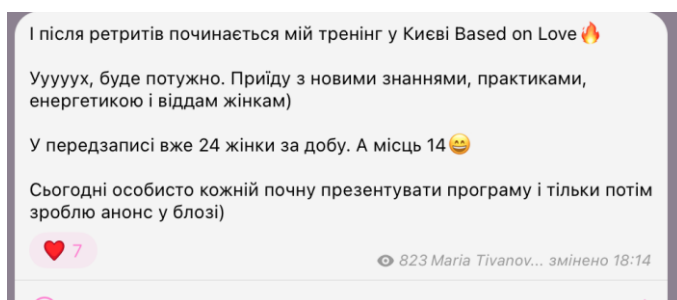 І після ретритів починається мій тренінг у Києві Based on Love🔥
Ууyyyх, буде потужно. Приїду з новими знаннями, практиками,
енергетикою і віддам жінкам)
У передзаписі вже 24 жінки за добу. А місць 14😄
Сьогодні особисто кожній почну презентувати програму і тільки потім
зроблю анонс у блозі)
❤️ 7
823 Maria Tivanov... змінено 18:14